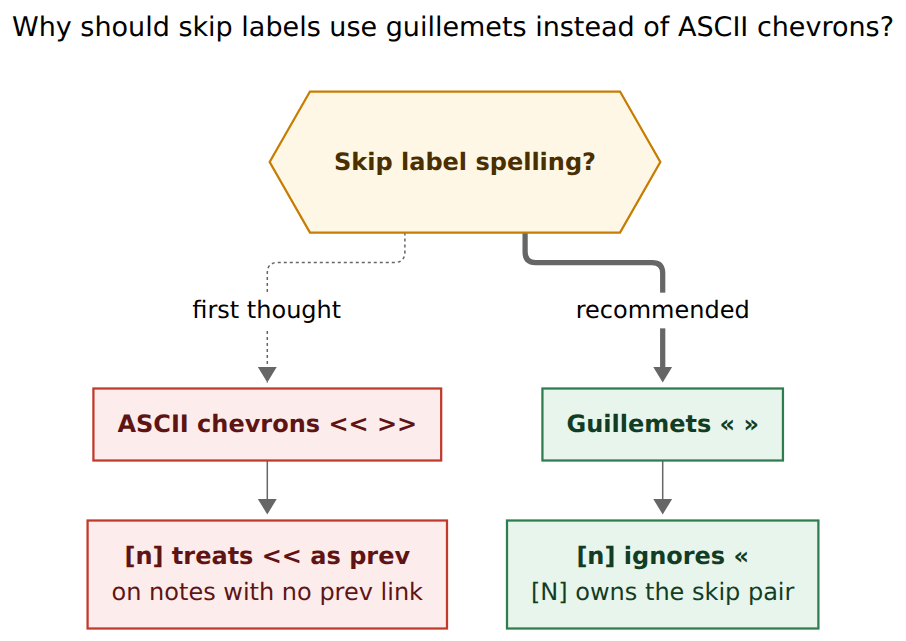 Why should skip labels use guillemets instead of ASCII chevrons?
Skip label spelling?
first thought
recommended
ASCII chevrons << >>
Guillemets « »
[n] treats << as prev
on notes with no prev link
[n] ignores «
[N] owns the skip pair